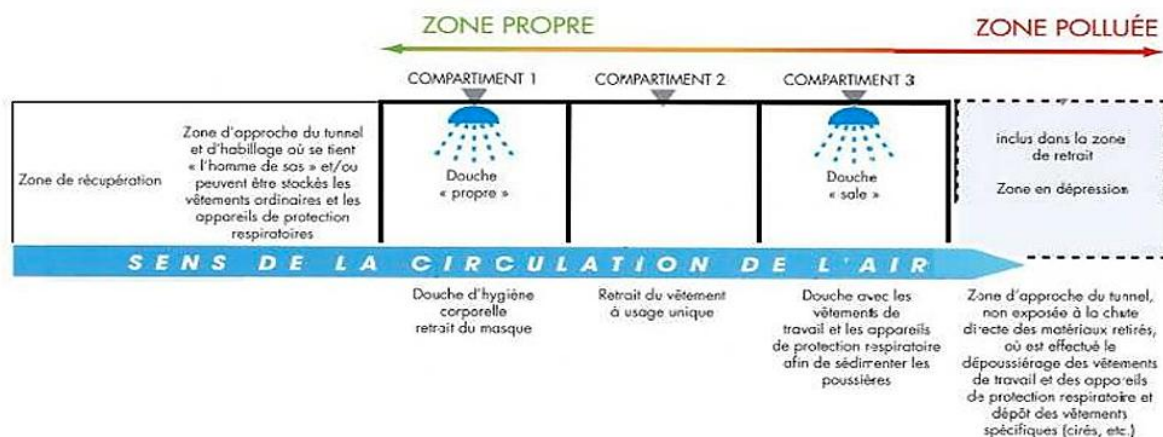 ZONE PROPRE
ZONE POLLUÉE
COMPARTIMENT 1
COMPARTIMENT 2
COMPARTIMENT 3
Zone de récupération
Zone d'approche du tunnel
et d'habillage où se tient
« l'homme de sas » et/ou
peuvent être stockés les
vêtements ordinaires et les
appareils de protection
respiratoires
Douche
« propre »
Douche
« sale »
inclus dans la zone
de retrait
Zone en dépression
SENS DE LA CIRCULATION DE L'AIR
Douche d'hygiène
corporelle
retrait du masque
Retrait du vêtement
à usage unique
Douche avec les
vêtements de
travail et les appareils
de protection respiratoire
afin de sédimenter les
poussières
Zone d'approche du tunnel,
non exposée à la chute
directe des matériaux retirés,
où est effectué le
dépoussiérage des vêtements
de travail et des appareils
de protection respiratoire et
dépôt des vêtements
spécifiques (cirés, etc.)